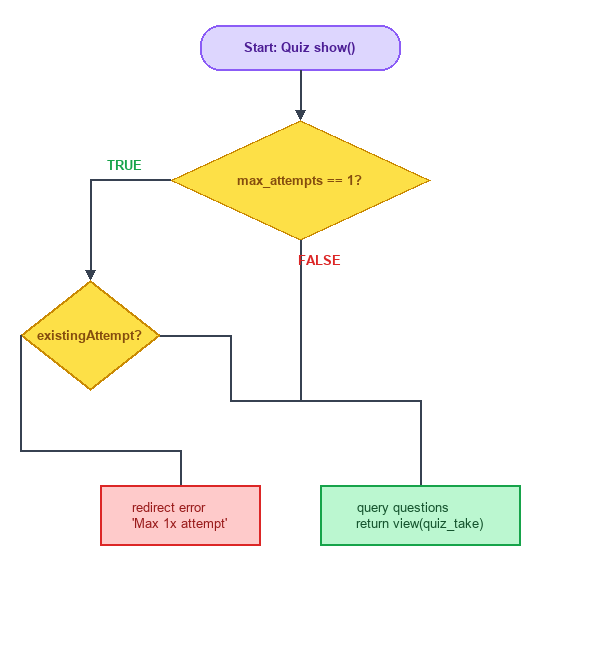 Start: Quiz show()
max_attempts == 1?
TRUE
FALSE
existingAttempt?
redirect error
'Max 1x attempt'
query questions
return view(quiz_take)